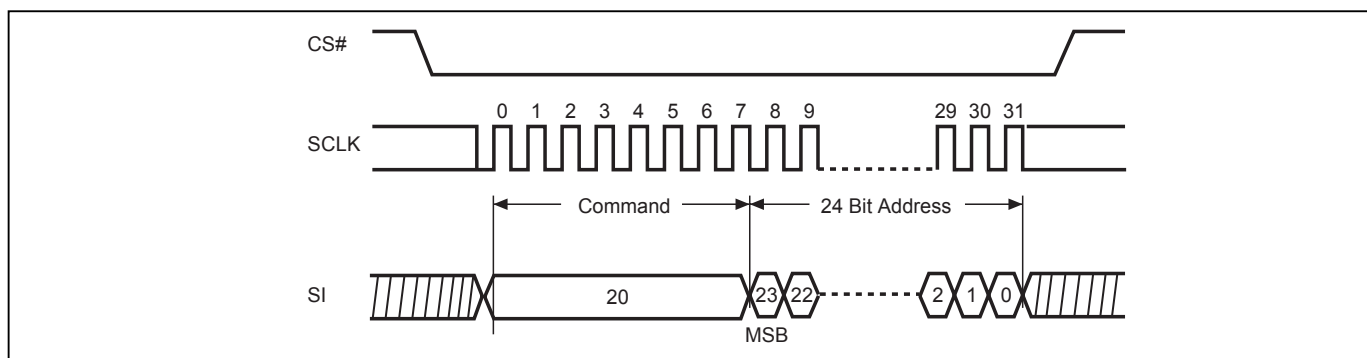 CS#
0 1 2 3 4 5 6 7 8 9 29 30 31
SCLK
Command 24 Bit Address
SI 20 23 22 2 1 0
MSB